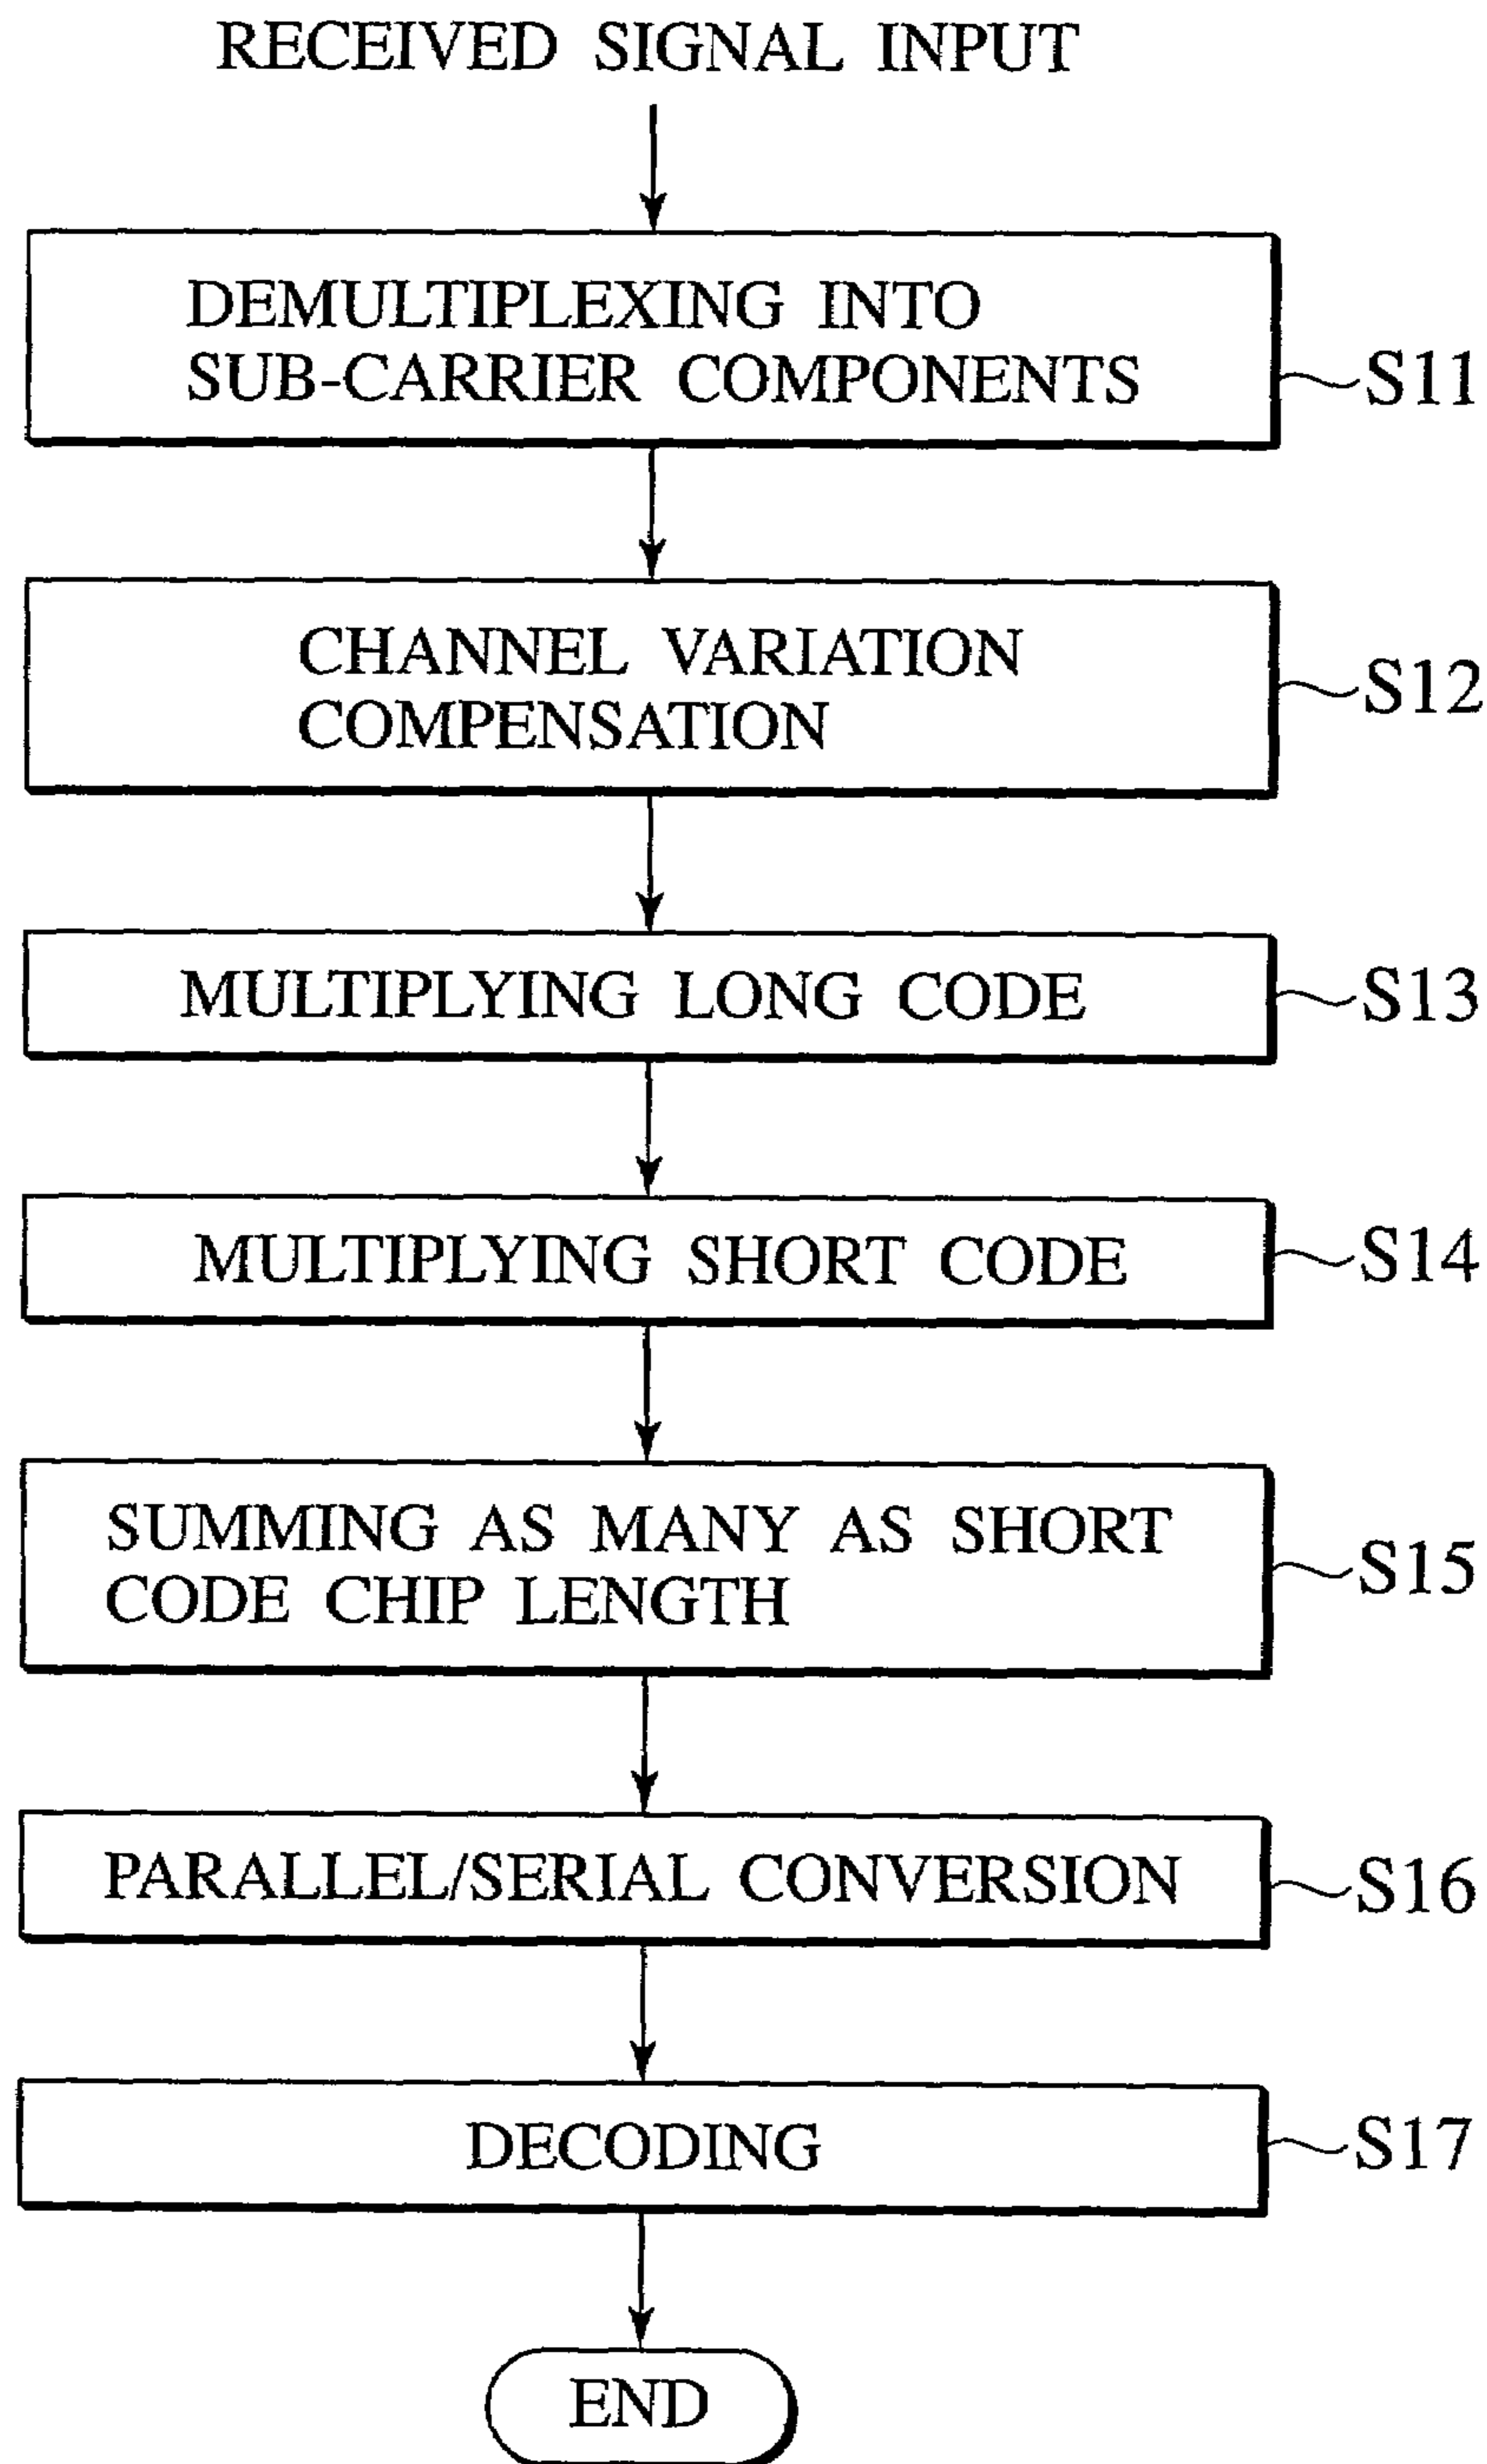 RECEIVED SIGNAL INPUT
DEMULTIPLEXING INTO
SUB-CARRIER COMPONENTS
S11
CHANNEL VARIATION
COMPENSATION
S12
MULTIPLYING LONG CODE
S13
MULTIPLYING SHORT CODE
S14
SUMMING AS MANY AS SHORT
CODE CHIP LENGTH
S15
PARALLEL/SERIAL CONVERSION
S16
DECODING
S17
END